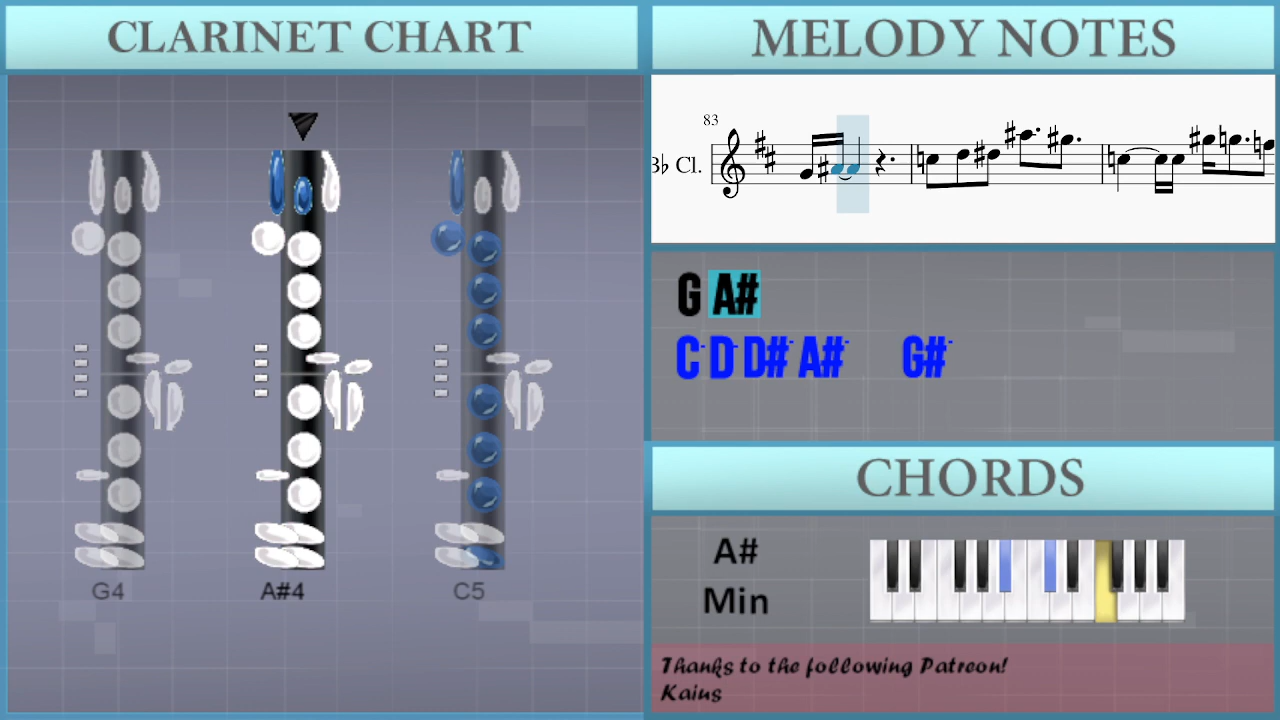 CLARINET CHART
G4
A#4
C5
MELODY NOTES
83
B♭ Cl.
G A#
C- D- D#- A#- G#-
CHORDS
A#
Min
Thanks to the following Patreon!
Kaius